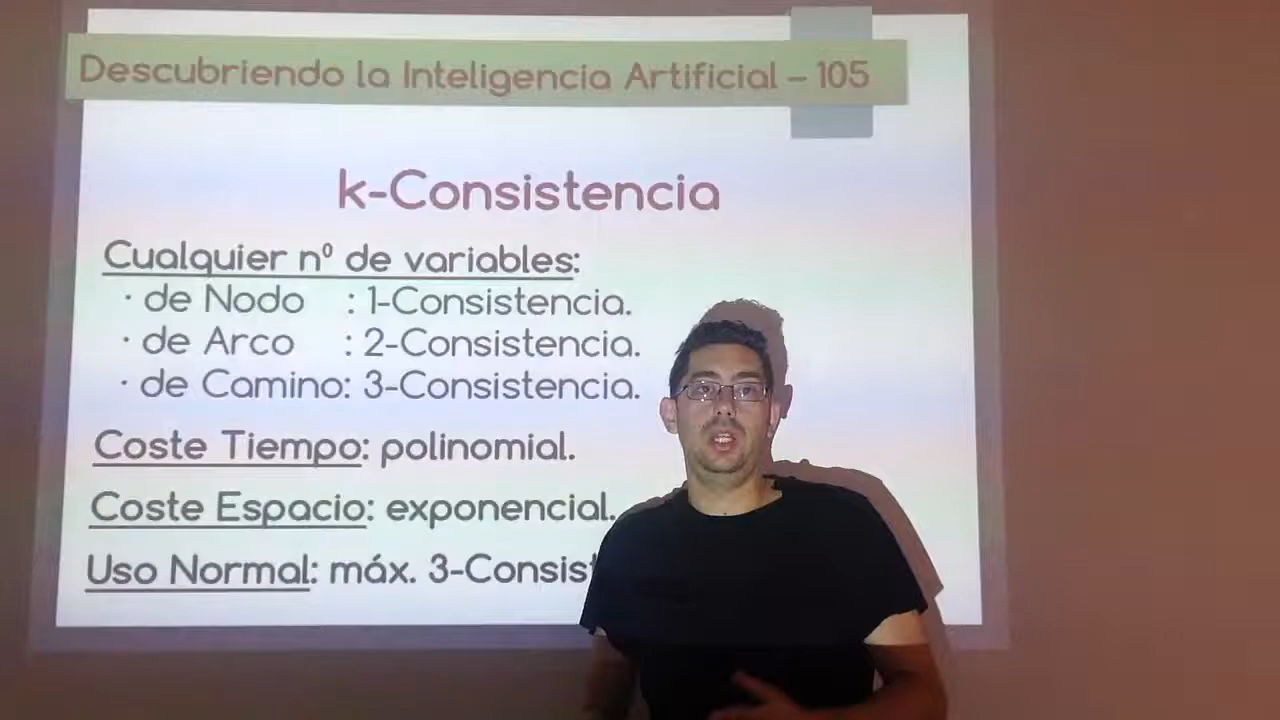 Descubriendo la Inteligencia Artificial – 105
k-Consistencia
Cualquier nº de variables:
· de Nodo : 1-Consistencia.
· de Arco : 2-Consistencia.
· de Camino: 3-Consistencia.
Coste Tiempo: polinomial.
Coste Espacio: exponencial.
Uso Normal: máx. 3-Consist